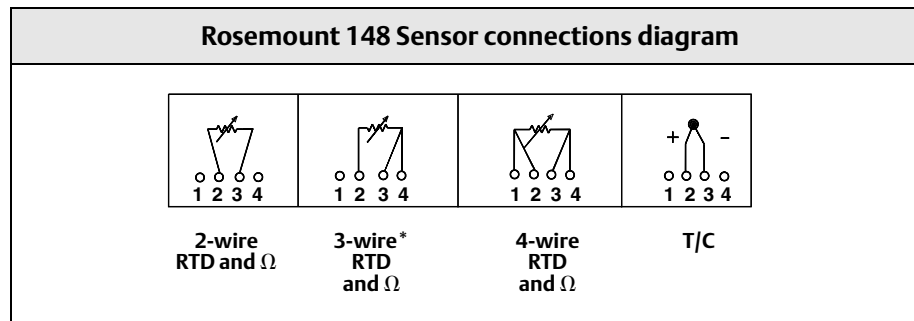 Rosemount 148 Sensor connections diagram
+ -
1 2 3 4
1 2 3 4
1 2 3 4
1 2 3 4
2-wire
RTD and Ω
3-wire*
RTD
and Ω
4-wire
RTD
and Ω
T/C